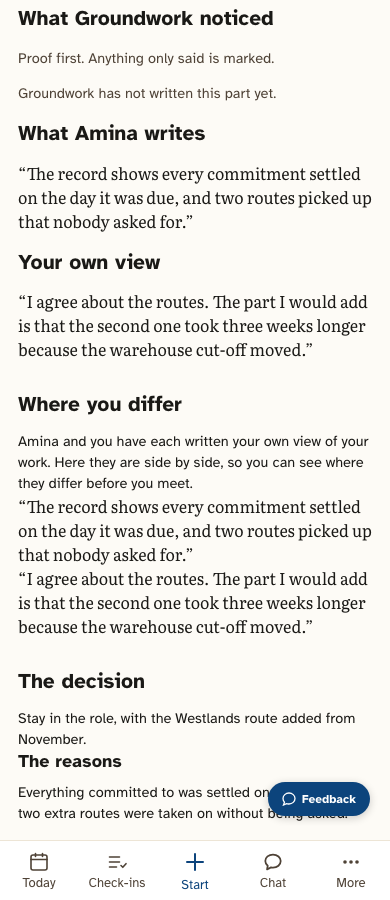 What Groundwork noticed
Proof first. Anything only said is marked.
Groundwork has not written this part yet.
What Amina writes
“The record shows every commitment settled
on the day it was due, and two routes picked up
that nobody asked for.”
Your own view
“I agree about the routes. The part I would add
is that the second one took three weeks longer
because the warehouse cut-off moved.”
Where you differ
Amina and you have each written your own view of your
work. Here they are side by side, so you can see where
they differ before you meet.
“The record shows every commitment settled
on the day it was due, and two routes picked up
that nobody asked for.”
“I agree about the routes. The part I would add
is that the second one took three weeks longer
because the warehouse cut-off moved.”
The decision
Stay in the role, with the Westlands route added from
November.
The reasons
Everything committed to was settled on
two extra routes were taken on without being asked.
Feedback
Today
Check-ins
Start
Chat
More